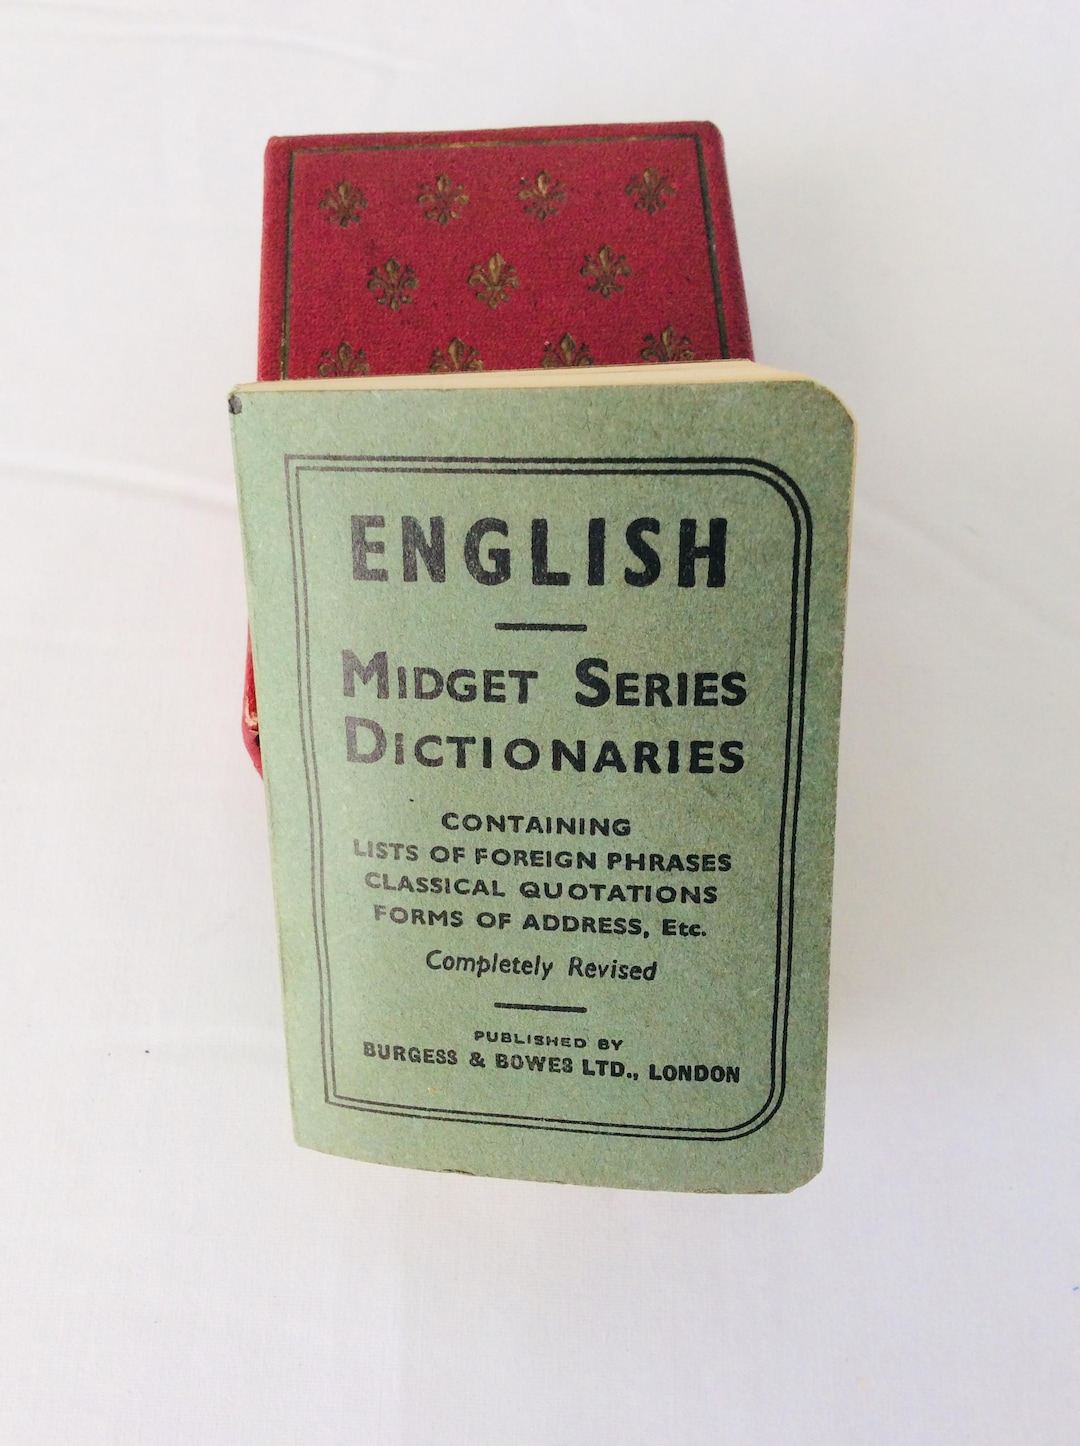 ENGLISH
MIDGET SERIES
DiCTIONARIES
CONTAINING
LISTS OF FOREIGN PHRASES
CLASSICAL QUOTATIONS
FORMS OF ADDRESS, Etc.
Completely Revised
PUBLISHED BY
BURGESS & BOWES LTD., LONDON